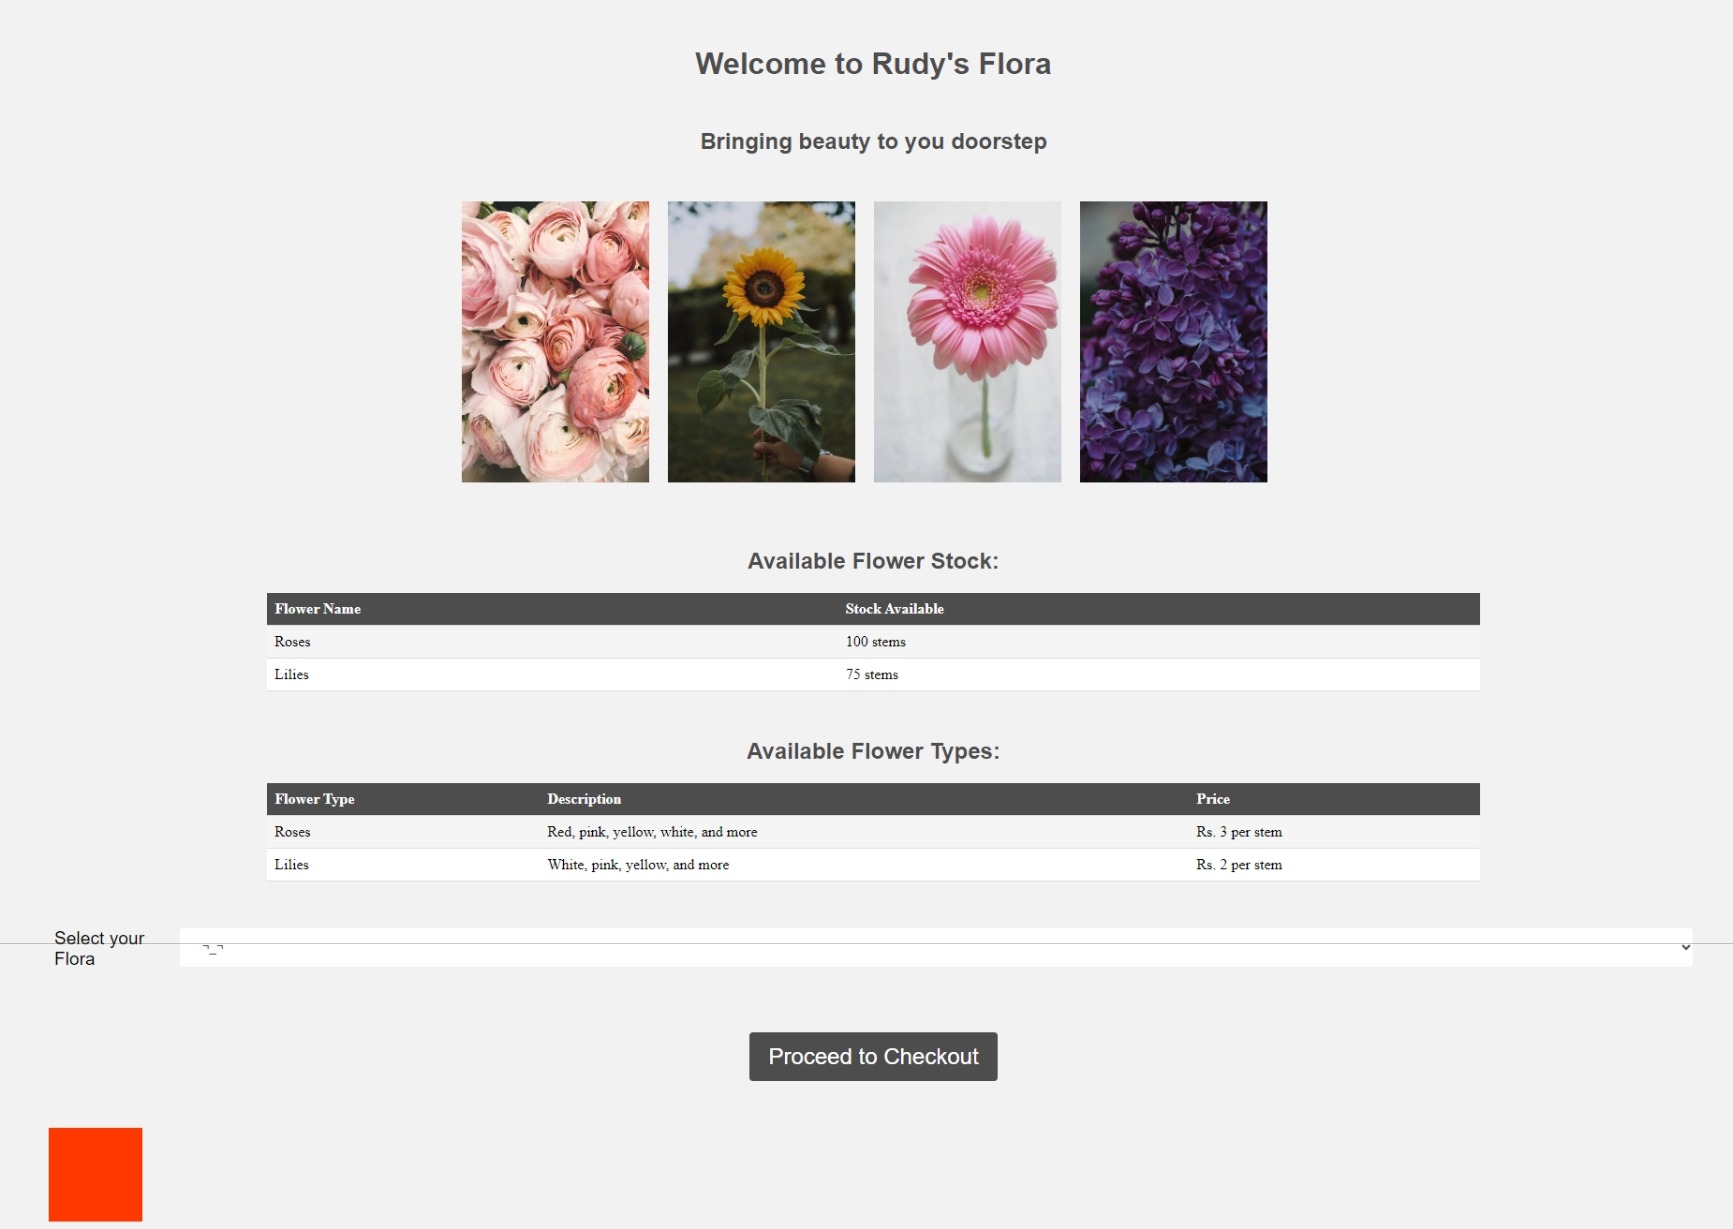 Welcome to Rudy's Flora
Bringing beauty to you doorstep
Available Flower Stock:
Flower Name Stock Available
Roses 100 stems
Lilies 75 stems
Available Flower Types:
Flower Type Description Price
Roses Red, pink, yellow, white, and more Rs. 3 per stem
Lilies White, pink, yellow, and more Rs. 2 per stem
Select your
Flora
Proceed to Checkout